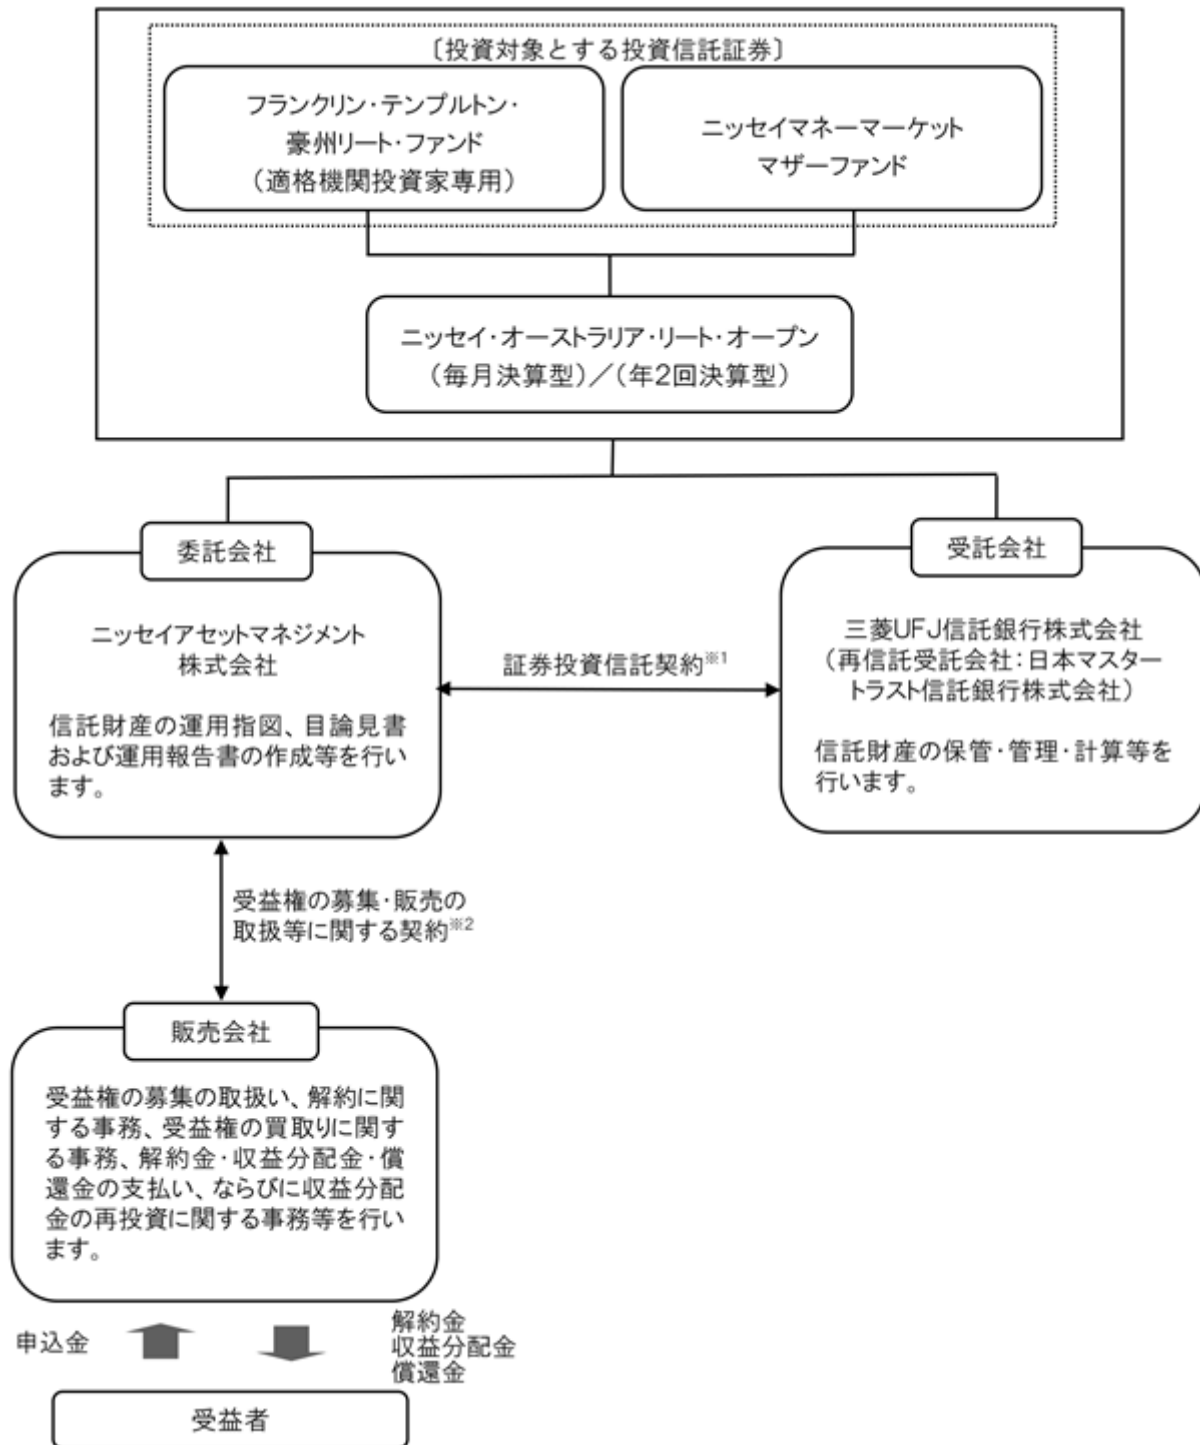 〔投資対象とする投資信託証券〕
フランクリン・テンプルトン・
豪州リート・ファンド
（適格機関投資家専用）
ニッセイマネーマーケット
マザーファンド
ニッセイ・オーストラリア・リート・オープン
（毎月決算型）／（年2回決算型）
委託会社
ニッセイアセットマネジメント
株式会社
信託財産の運用指図、目論見書
および運用報告書の作成等を行い
ます。
証券投資信託契約※1
受託会社
三菱UFJ信託銀行株式会社
（再信託受託会社：日本マスター
トラスト信託銀行株式会社）
信託財産の保管・管理・計算等を
行います。
受益権の募集・販売の
取扱等に関する契約※2
販売会社
受益権の募集の取扱い、解約に関
する事務、受益権の買取りに関す
る事務、解約金・収益分配金・償
還金の支払い、ならびに収益分配
金の再投資に関する事務等を行い
ます。
申込金
解約金
収益分配金
償還金
受益者